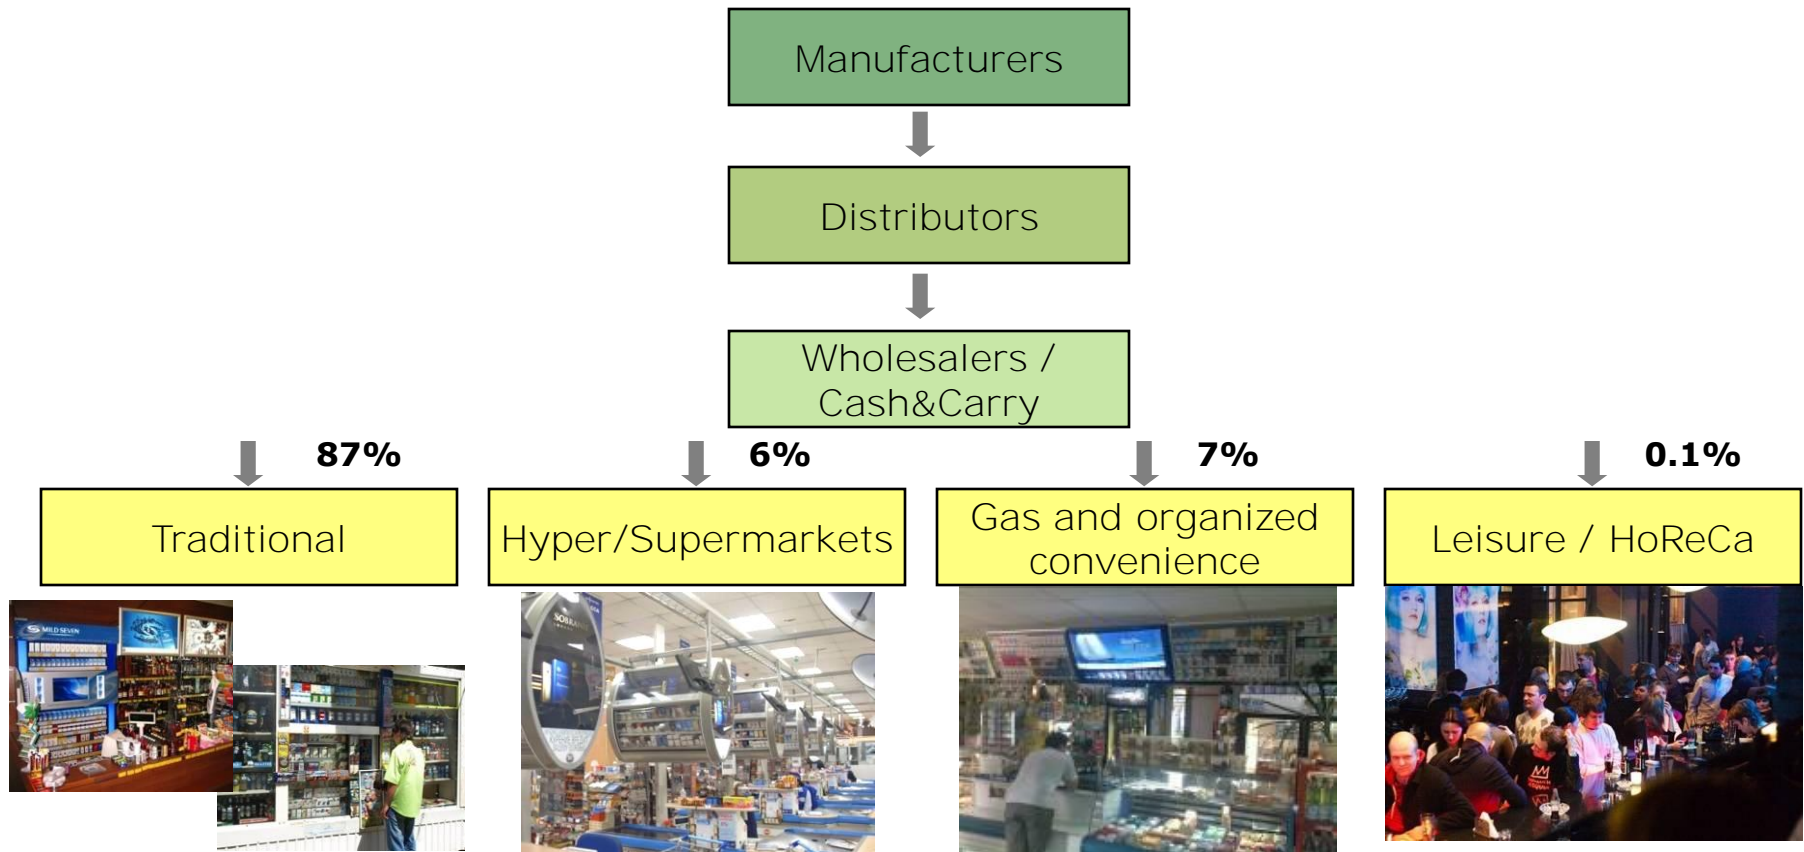 Manufacturers
Distributors
Wholesalers /
Cash&Carry
87%
6%
7%
0.1%
Traditional
Hyper/Supermarkets
Gas and organized
convenience
Leisure / HoReCa
MILD SEVEN
SOBRANIE